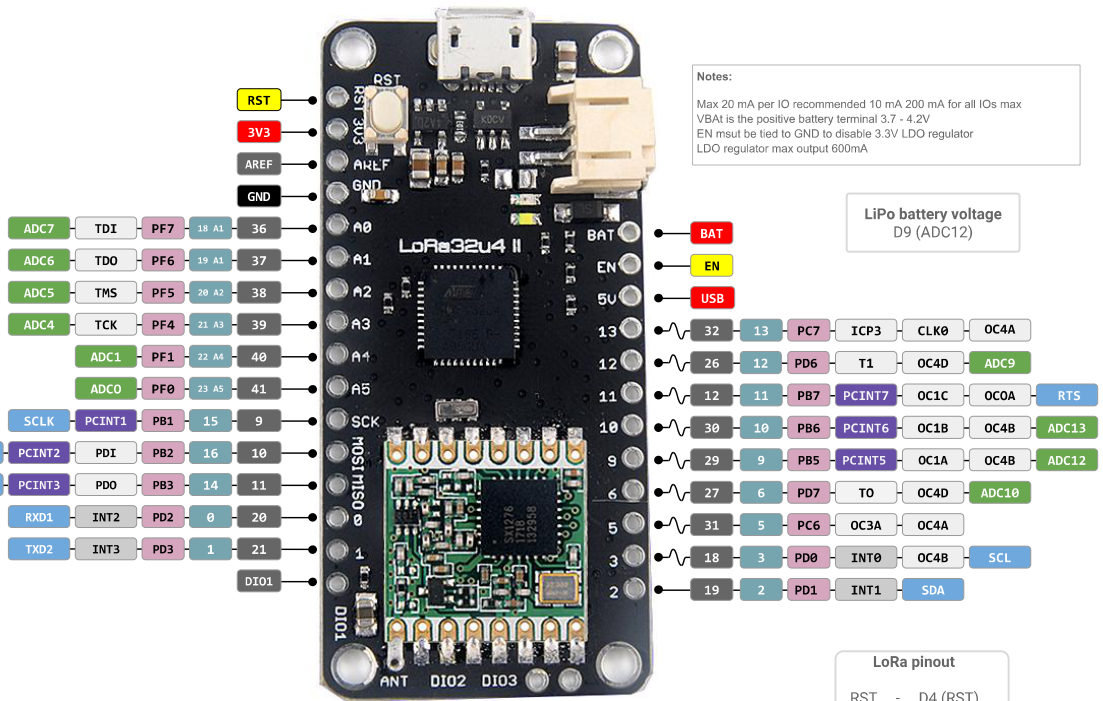 Notes:
Max 20 mA per IO recommended 10 mA 200 mA for all IOs max
VBAt is the positive battery terminal 3.7 - 4.2V
EN msut be tied to GND to disable 3.3V LDO regulator
LDO regulator max output 600mA
LiPo battery voltage
D9 (ADC12)
RST
3V3
AREF
GND
ADC7 TDI PF7 18 A1 36
ADC6 TDO PF6 19 A1 37
ADC5 TMS PF5 20 A2 38
ADC4 TCK PF4 21 A3 39
ADC1 PF1 22 A4 40
ADC0 PF0 23 A5 41
SCLK PCINT1 PB1 15 9
PCINT2 PDI PB2 16 10
PCINT3 PDO PB3 14 11
RXD1 INT2 PD2 0 20
TXD2 INT3 PD3 1 21
DIO1
RST
RST
3V3
AREF
GND
A0
A1
A2
A3
A4
A5
SCK
MOSI
MISO
0
1
DIO1
KDCV
LoRa32u4 II
SX1276
1718
132958
ANT DIO2 DIO3
BAT
EN
5V
13
12
11
10
9
6
5
3
2
BAT
EN
USB
32 13 PC7 ICP3 CLK0 OC4A
26 12 PD6 T1 OC4D ADC9
12 11 PB7 PCINT7 OC1C OC0A RTS
30 10 PB6 PCINT6 OC1B OC4B ADC13
29 9 PB5 PCINT5 OC1A OC4B ADC12
27 6 PD7 TO OC4D ADC10
31 5 PC6 OC3A OC4A
18 3 PD0 INT0 OC4B SCL
19 2 PD1 INT1 SDA
LoRa pinout
RST - D4 (RST)